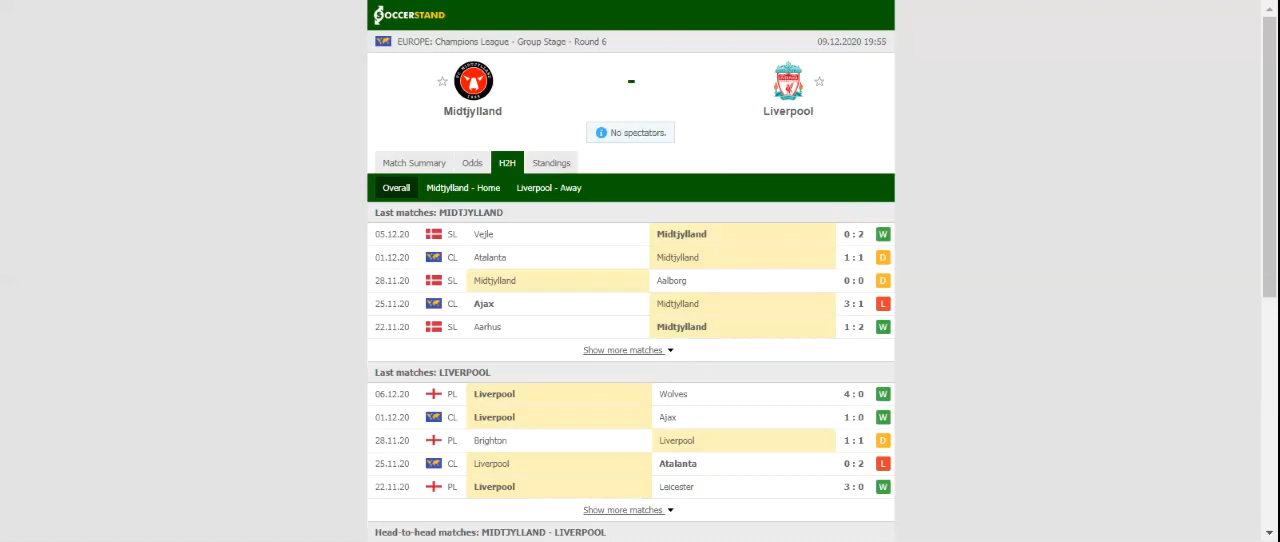 SOCCERSTAND
EUROPE: Champions League - Group Stage - Round 6 09.12.2020 19:55
-
Midtjylland Liverpool
No spectators.
Match Summary Odds H2H Standings
Overall Midtjylland - Home Liverpool - Away
Last matches: MIDTJYLLAND
05.12.20 SL Vejle Midtjylland 0 : 2 W
01.12.20 CL Atalanta Midtjylland 1 : 1 D
28.11.20 SL Midtjylland Aalborg 0 : 0 D
25.11.20 CL Ajax Midtjylland 3 : 1 L
22.11.20 SL Aarhus Midtjylland 1 : 2 W
Show more matches
Last matches: LIVERPOOL
06.12.20 PL Liverpool Wolves 4 : 0 W
01.12.20 CL Liverpool Ajax 1 : 0 W
28.11.20 PL Brighton Liverpool 1 : 1 D
25.11.20 CL Liverpool Atalanta 0 : 2 L
22.11.20 PL Liverpool Leicester 3 : 0 W
Show more matches
Head-to-head matches: MIDTJYLLAND - LIVERPOOL